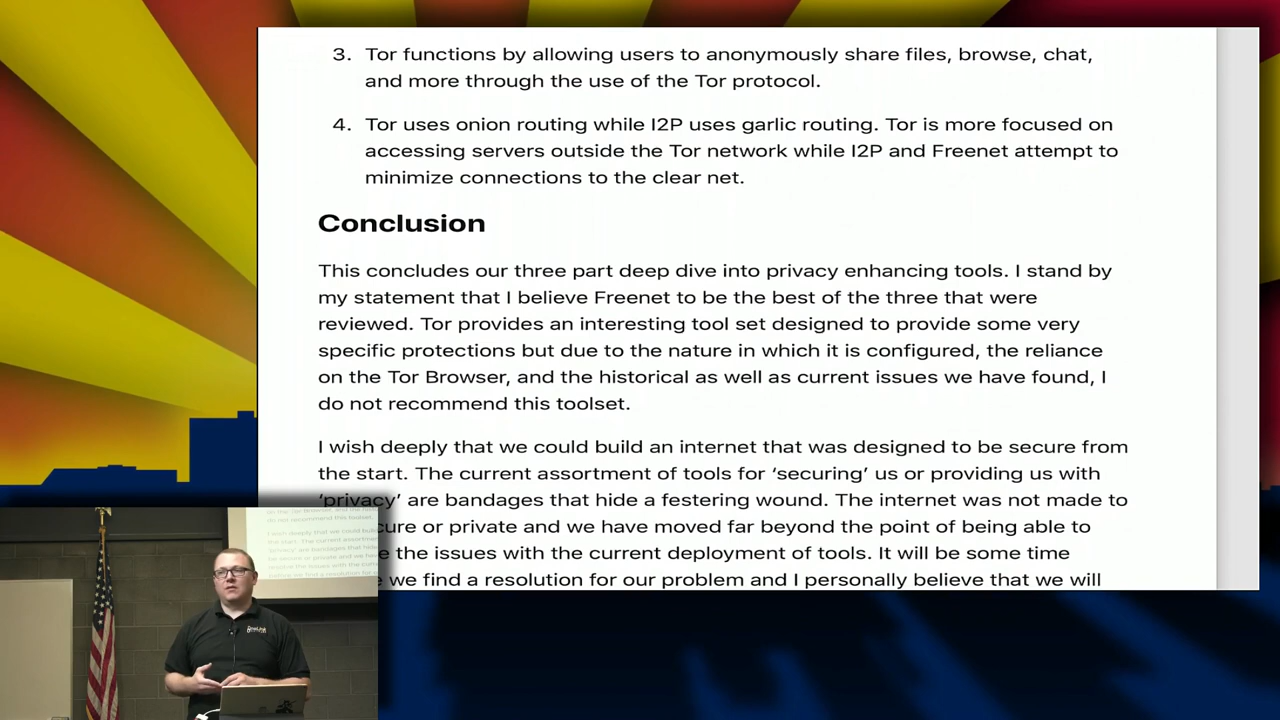 3. Tor functions by allowing users to anonymously share files, browse, chat,
and more through the use of the Tor protocol.
4. Tor uses onion routing while I2P uses garlic routing. Tor is more focused on
accessing servers outside the Tor network while I2P and Freenet attempt to
minimize connections to the clear net.
Conclusion
This concludes our three part deep dive into privacy enhancing tools. I stand by
my statement that I believe Freenet to be the best of the three that were
reviewed. Tor provides an interesting tool set designed to provide some very
specific protections but due to the nature in which it is configured, the reliance
on the Tor Browser, and the historical as well as current issues we have found, I
do not recommend this toolset.
I wish deeply that we could build an internet that was designed to be secure from
the start. The current assortment of tools for ‘securing’ us or providing us with
‘privacy’ are bandages that hide a festering wound. The internet was not made to
cure or private and we have moved far beyond the point of being able to
e the issues with the current deployment of tools. It will be some time
e we find a resolution for our problem and I personally believe that we will